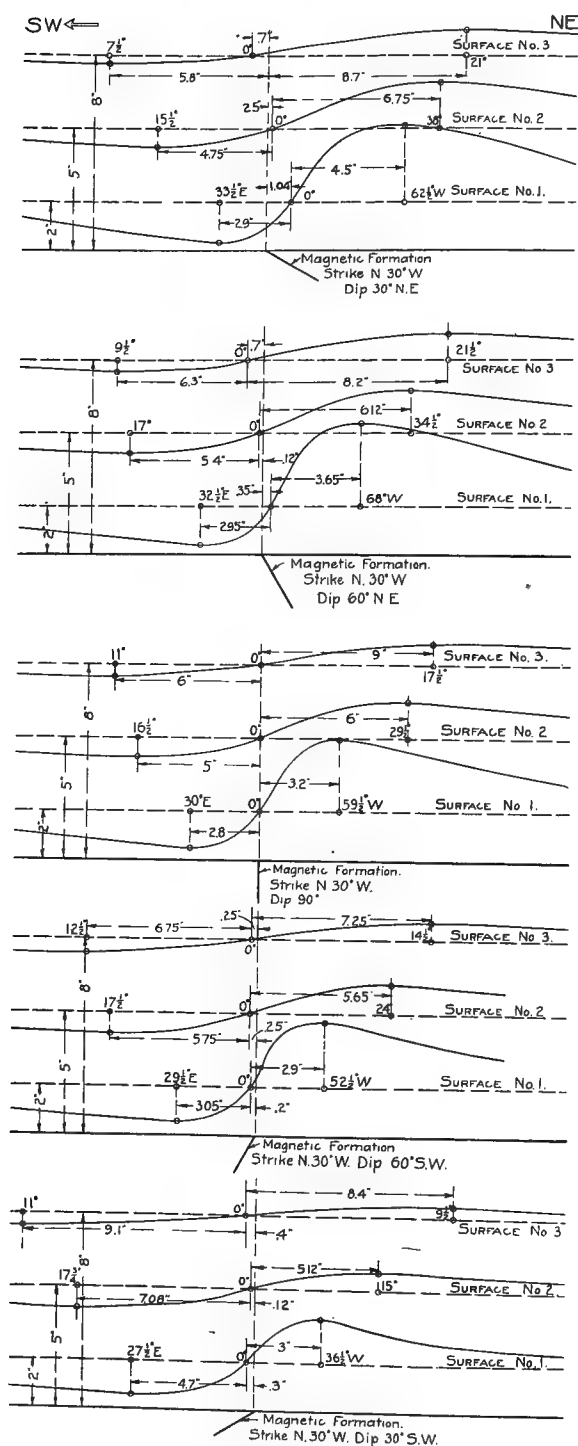 SW NE
.7"
7½° 0° SURFACE No. 3
21°
5.8" 8.7"
8"
.25 6.75"
15½° 0° 38° SURFACE No. 2
4.75"
5"
1.04 4.5"
33½°E 0° 62½°W SURFACE No. 1.
2" 2.9"
Magnetic Formation
Strike N 30° W
Dip 30° N.E
.7"
9½° 0° 21½°
SURFACE No 3
6.3" 8.2"
8"
6.12"
17° 0° 34½° SURFACE No. 2
5.4" .12"
5"
.35" 3.65"
32½°E 68°W SURFACE No. 1.
2" 2.95"
Magnetic Formation.
Strike N. 30° W
Dip 60° N E
11° 0° 9" SURFACE No. 3.
6" 17½°
8"
6"
16½° 0° 29½° SURFACE No. 2
5"
5"
3.2"
30°E 0° 59½°W SURFACE No 1.
2" 2.8
Magnetic Formation.
Strike N 30° W.
Dip 90°
.25"
12½° 6.75" 7.25"
0° 14½° SURFACE No. 3.
8"
5.65"
17½° 0° 24° SURFACE No. 2
5.75" .25"
5"
2.9"
29½°E 0° 52½°W SURFACE No. 1.
2" 3.05" .2"
Magnetic Formation
Strike N. 30° W. Dip 60° S.W.
8.4"
11° 0° 9½° SURFACE No 3
9.1" .4"
8"
5.12"
17¾° 0° 15° SURFACE No 2.
7.08" .12"
5"
3"
27½°E 0° 36½°W SURFACE No. 1.
2" 4.7" .3"
Magnetic Formation.
Strike N. 30° W. Dip 30° S.W.